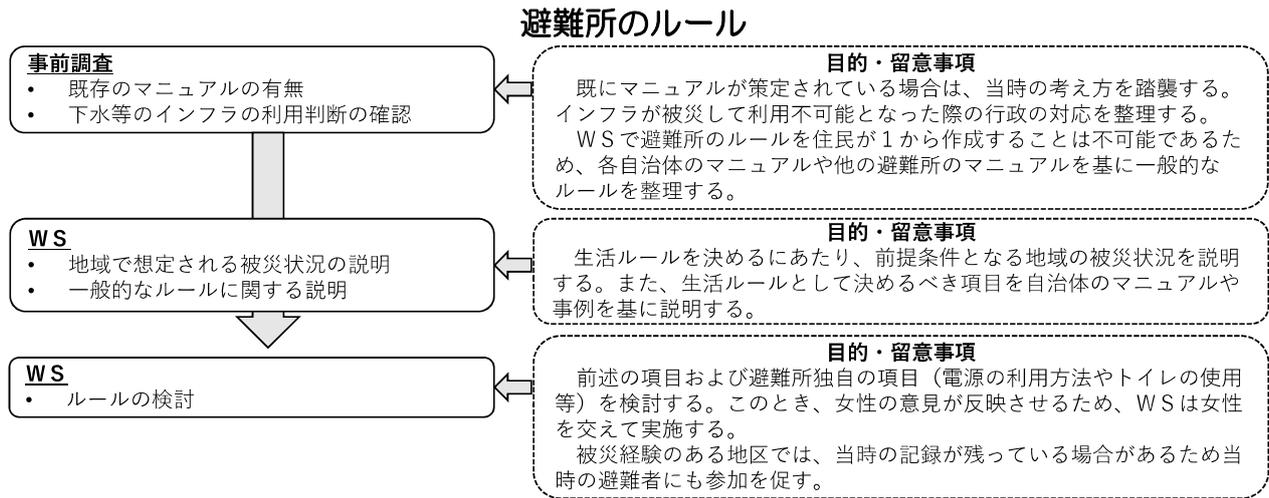 避難所のルール
事前調査
• 既存のマニュアルの有無
• 下水等のインフラの利用判断の確認
目的・留意事項
既にマニュアルが策定されている場合は、当時の考え方を踏襲する。
インフラが被災して利用不可能となった際の行政の対応を整理する。
ＷＳで避難所のルールを住民が１から作成することは不可能であるた
め、各自治体のマニュアルや他の避難所のマニュアルを基に一般的な
ルールを整理する。
ＷＳ
• 地域で想定される被災状況の説明
• 一般的なルールに関する説明
目的・留意事項
生活ルールを決めるにあたり、前提条件となる地域の被災状況を説明
する。また、生活ルールとして決めるべき項目を自治体のマニュアルや
事例を基に説明する。
ＷＳ
• ルールの検討
目的・留意事項
前述の項目および避難所独自の項目（電源の利用方法やトイレの使用
等）を検討する。このとき、女性の意見が反映させるため、ＷＳは女性
を交えて実施する。
被災経験のある地区では、当時の記録が残っている場合があるため当
時の避難者にも参加を促す。